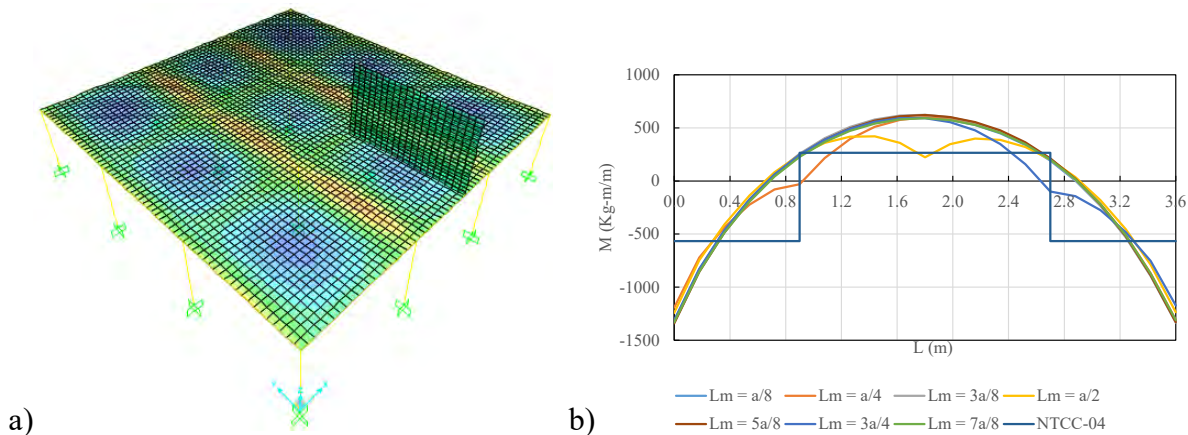 a)
b)
1000
500
0
-500
-1000
-1500
M (Kg-m/m)
0.0 0.4 0.8 1.2 1.6 2.0 2.4 2.8 3.2 3.6
L (m)
Lm = a/8 Lm = a/4 Lm = 3a/8 Lm = a/2
Lm = 5a/8 Lm = 3a/4 Lm = 7a/8 NTCC-04